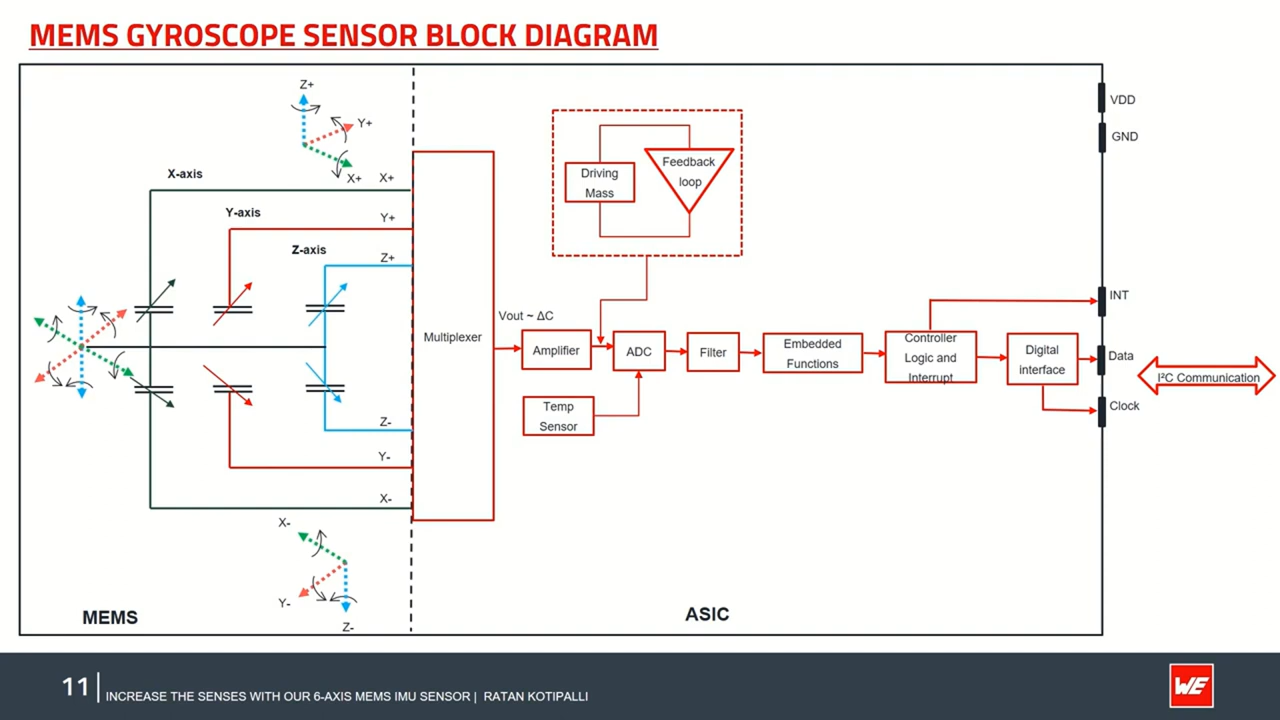 MEMS GYROSCOPE SENSOR BLOCK DIAGRAM
Z+
Y+
X+
X-axis
X+
Y-axis
Y+
Z-axis
Z+
Z-
Y-
X-
X-
Y-
Z-
MEMS
Multiplexer
Vout ~ ΔC
Amplifier
Driving
Mass
Feedback
loop
ADC
Temp
Sensor
Filter
Embedded
Functions
Controller
Logic and
Interrupt
Digital
interface
VDD
GND
INT
Data
Clock
I²C Communication
ASIC
11
INCREASE THE SENSES WITH OUR 6-AXIS MEMS IMU SENSOR | RATAN KOTIPALLI
WE